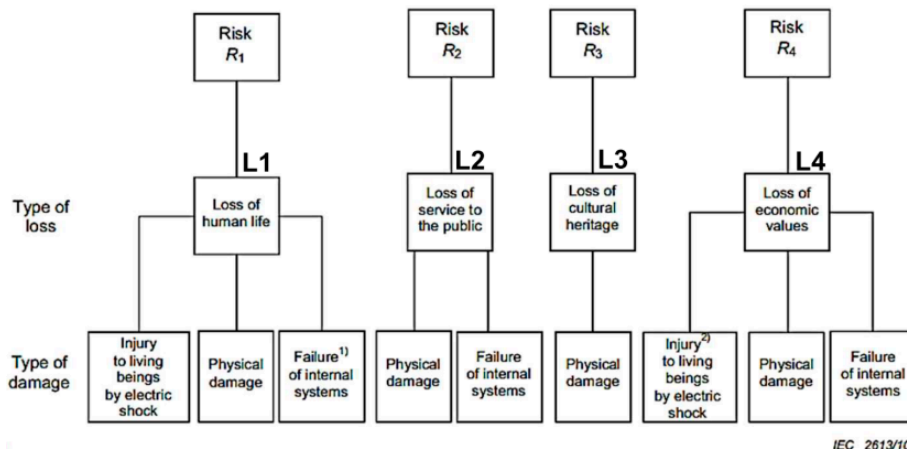 Risk
R1
Risk
R2
Risk
R3
Risk
R4
L1
L2
L3
L4
Type of
loss
Loss of
human life
Loss of
service to
the public
Loss of
cultural
heritage
Loss of
economic
values
Type of
damage
Injury
to living
beings
by electric
shock
Physical
damage
Failure1)
of internal
systems
Physical
damage
Failure
of internal
systems
Physical
damage
Injury2)
to living
beings
by electric
shock
Physical
damage
Failure
of internal
systems
IEC 2613/10